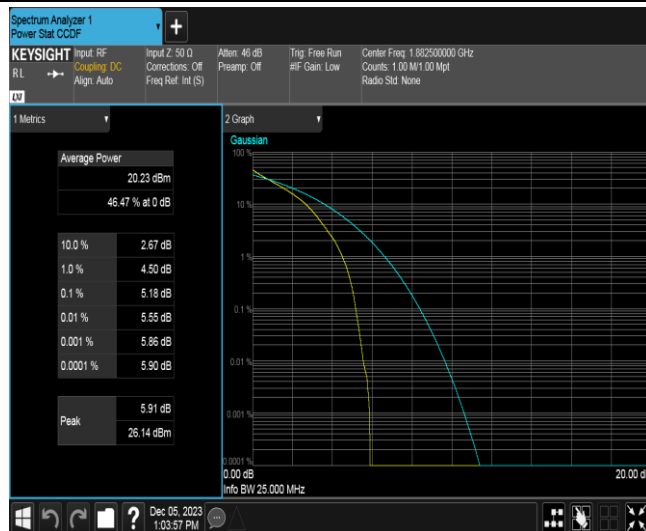 Spectrum Analyzer 1
Power Stat CCDF
+
KEYSIGHT
RL
Input: RF
Coupling: DC
Align: Auto
Input Z: 50 Ω
Corrections: Off
Freq Ref: Int (S)
Atten: 46 dB
Preamp: Off
Trig: Free Run
#IF Gain: Low
Center Freq: 1.882500000 GHz
Counts: 1.00 M/1.00 Mpt
Radio Std: None
1 Metrics
Average Power
20.23 dBm
46.47 % at 0 dB
10.0 % 2.67 dB
1.0 % 4.50 dB
0.1 % 5.18 dB
0.01 % 5.55 dB
0.001 % 5.86 dB
0.0001 % 5.90 dB
Peak
5.91 dB
26.14 dBm
2 Graph
Gaussian
100 %
10 %
1 %
0.1 %
0.01 %
0.001 %
0.0001 %
0.00 dB
20.00 d
Info BW 25.000 MHz
?
Dec 05, 2023
1:03:57 PM